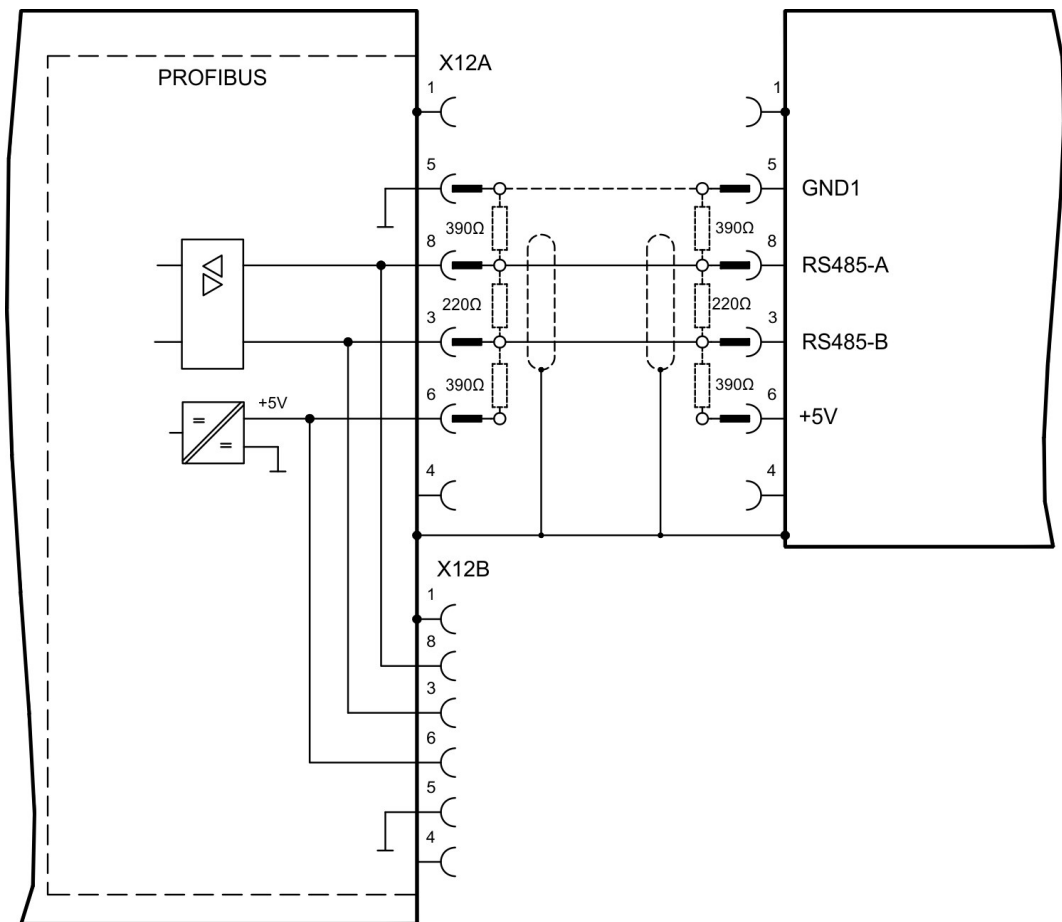 X12A
PROFIBUS
1 1
5 5 GND1
390Ω 390Ω
8 8 RS485-A
220Ω 220Ω
3 3 RS485-B
390Ω 390Ω
+5V 6 6 +5V
= =
4 4
X12B
1
8
3
6
5
4